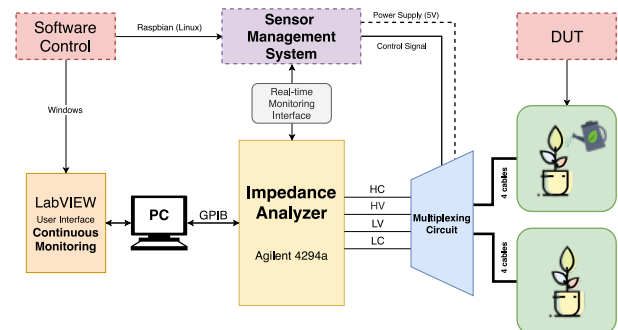 Software
Control
Raspbian (Linux)
Sensor
Management
System
Power Supply (5V)
Control Signal
DUT
Windows
Real-time
Monitoring
Interface
LabVIEW
User Interface
Continuous
Monitoring
PC
GPIB
Impedance
Analyzer
Agilent 4294a
HC
HV
LV
LC
Multiplexing
Circuit
4 cables
4 cables